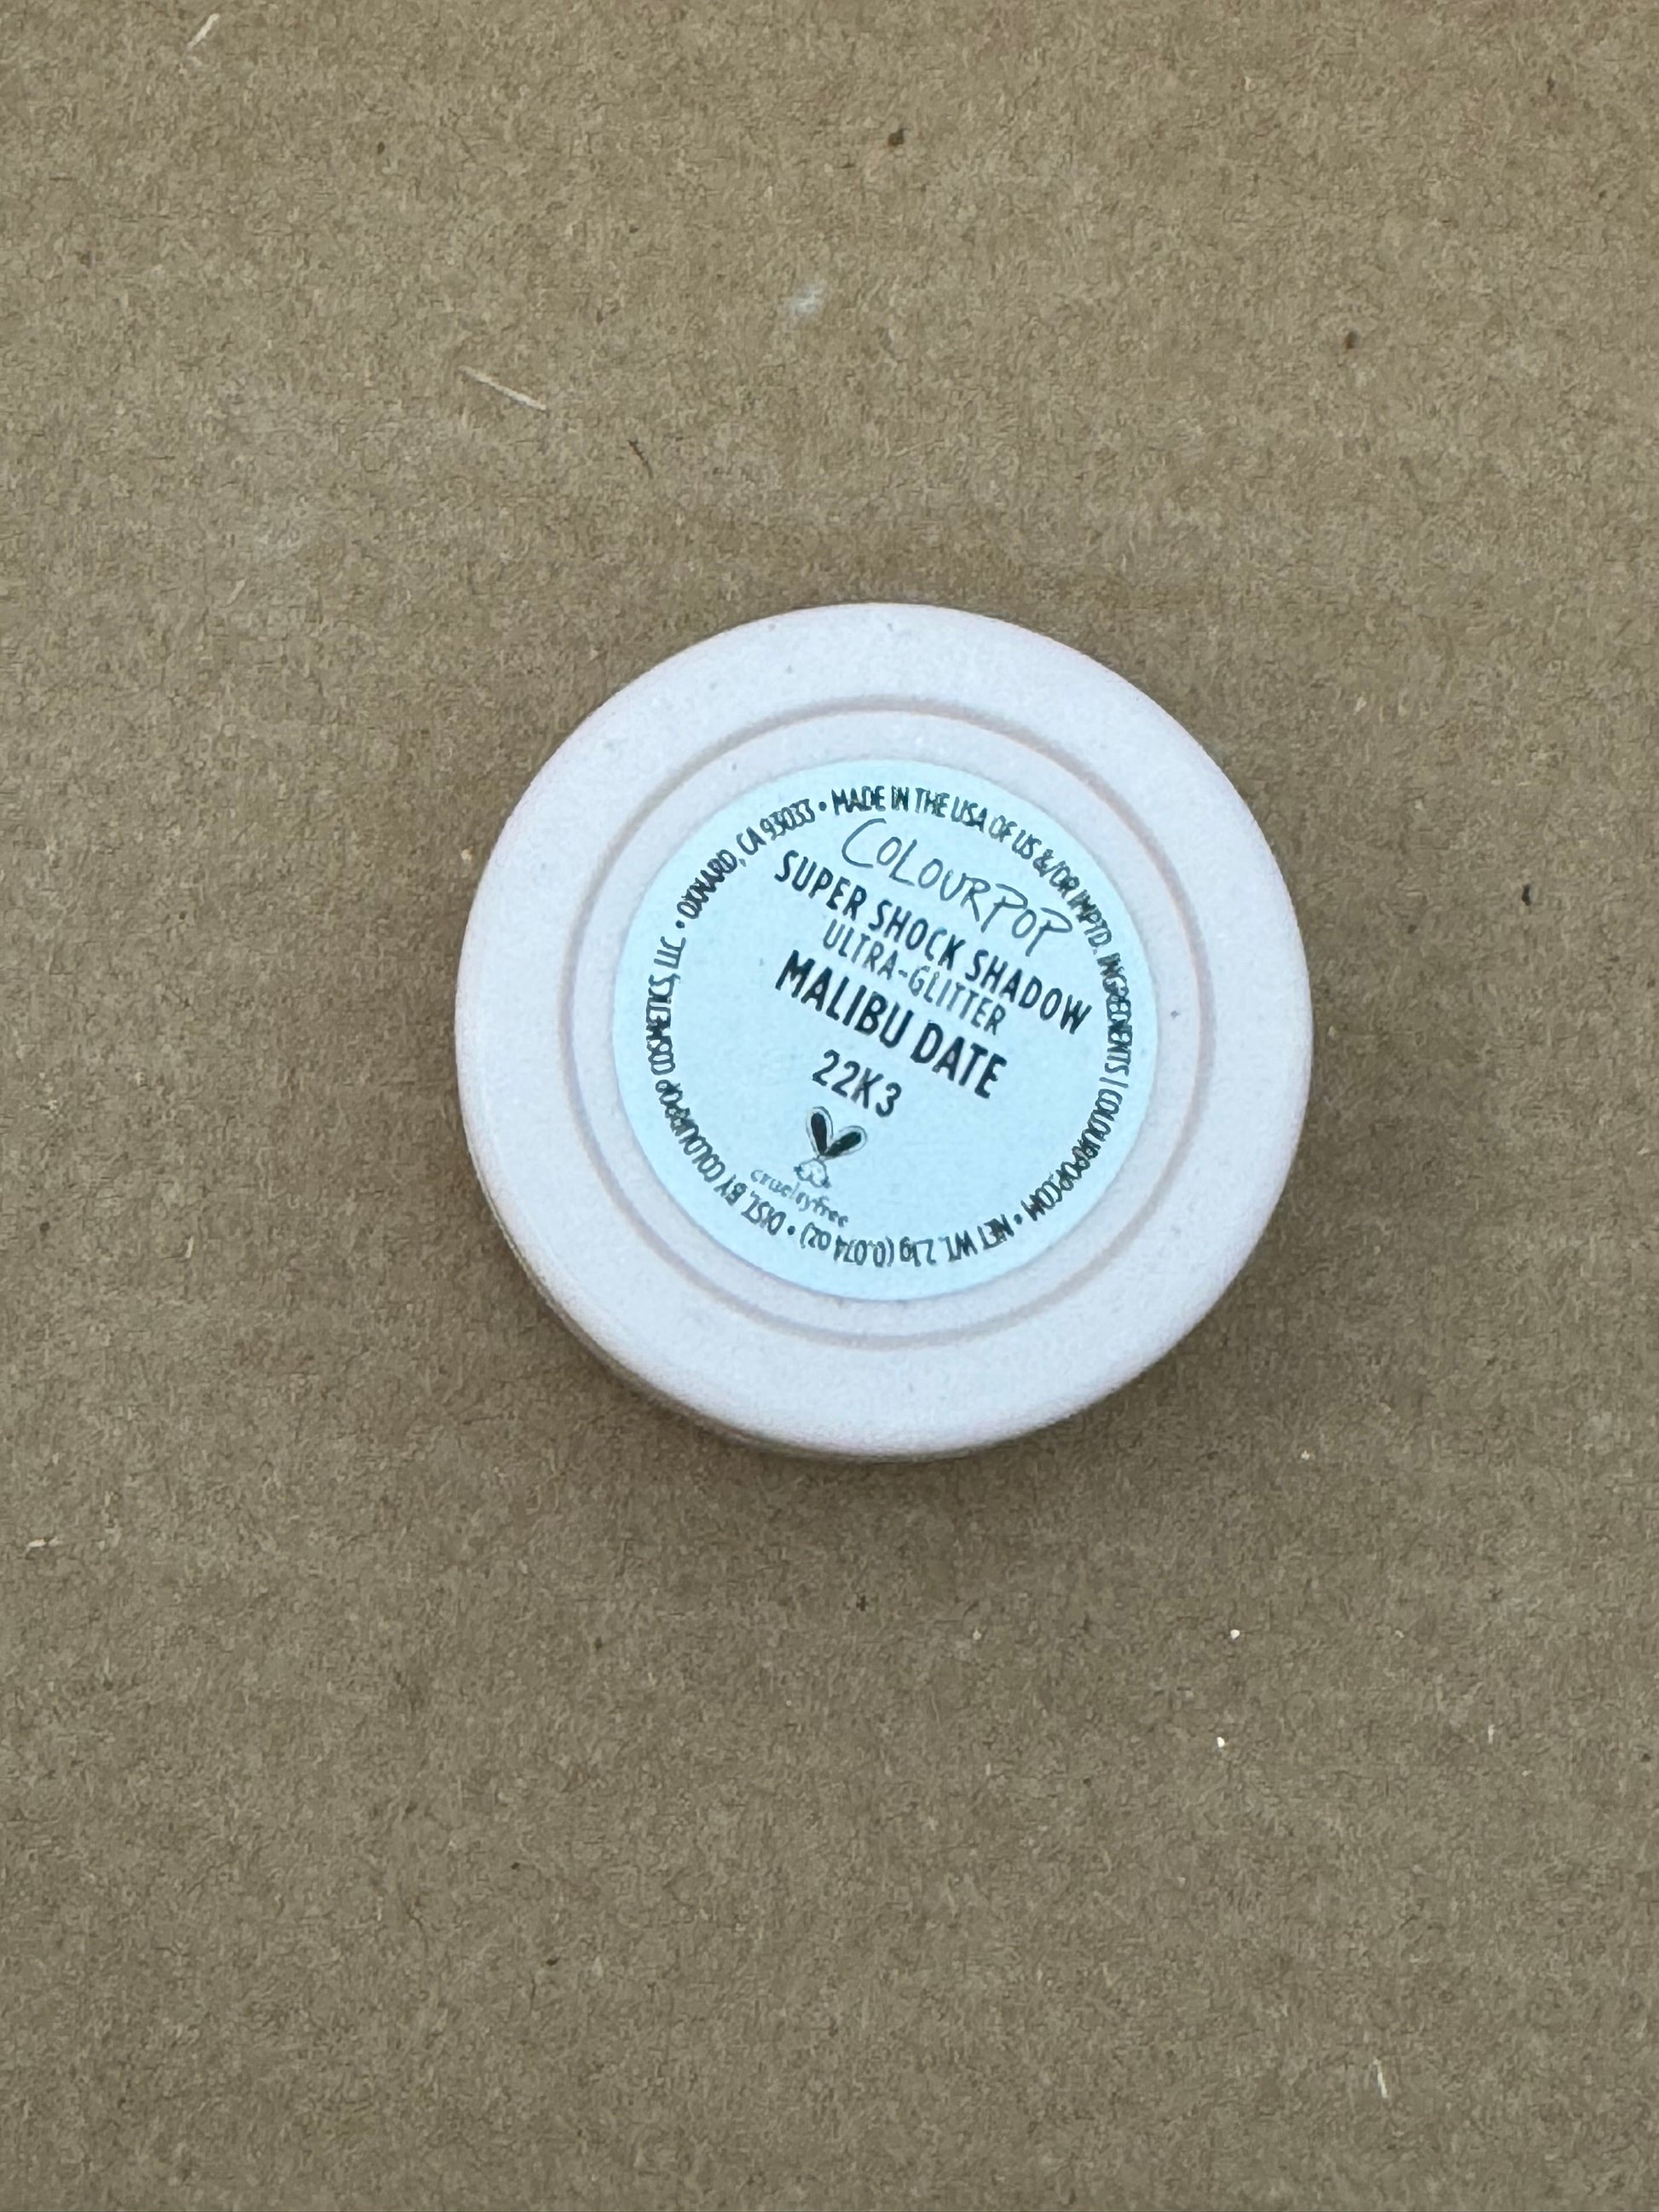 COLOURPOP
SUPER SHOCK SHADOW
ULTRA-GLITTER
MALIBU DATE
22K3
crueltyfree
MADE IN THE USA OF US &/OR IMPTD. INGREDIENTS | COLOURPOP.COM • NET WT. 2.1g (0.074 oz) • DIST. BY COLOURPOP COSMETICS, LLC • OXNARD, CA 93033 •